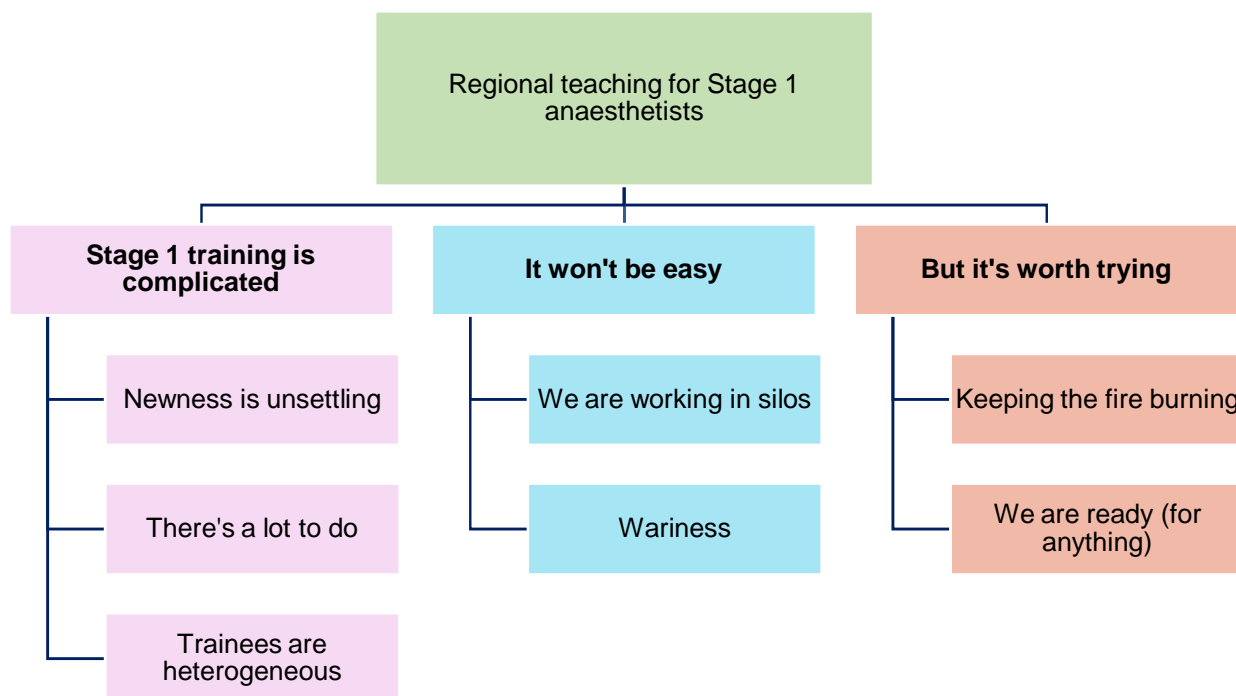 Regional teaching for Stage 1
anaesthetists
Stage 1 training is
complicated
It won't be easy
But it's worth trying
Newness is unsettling
We are working in silos
Keeping the fire burning
There's a lot to do
Wariness
We are ready (for
anything)
Trainees are
heterogeneous